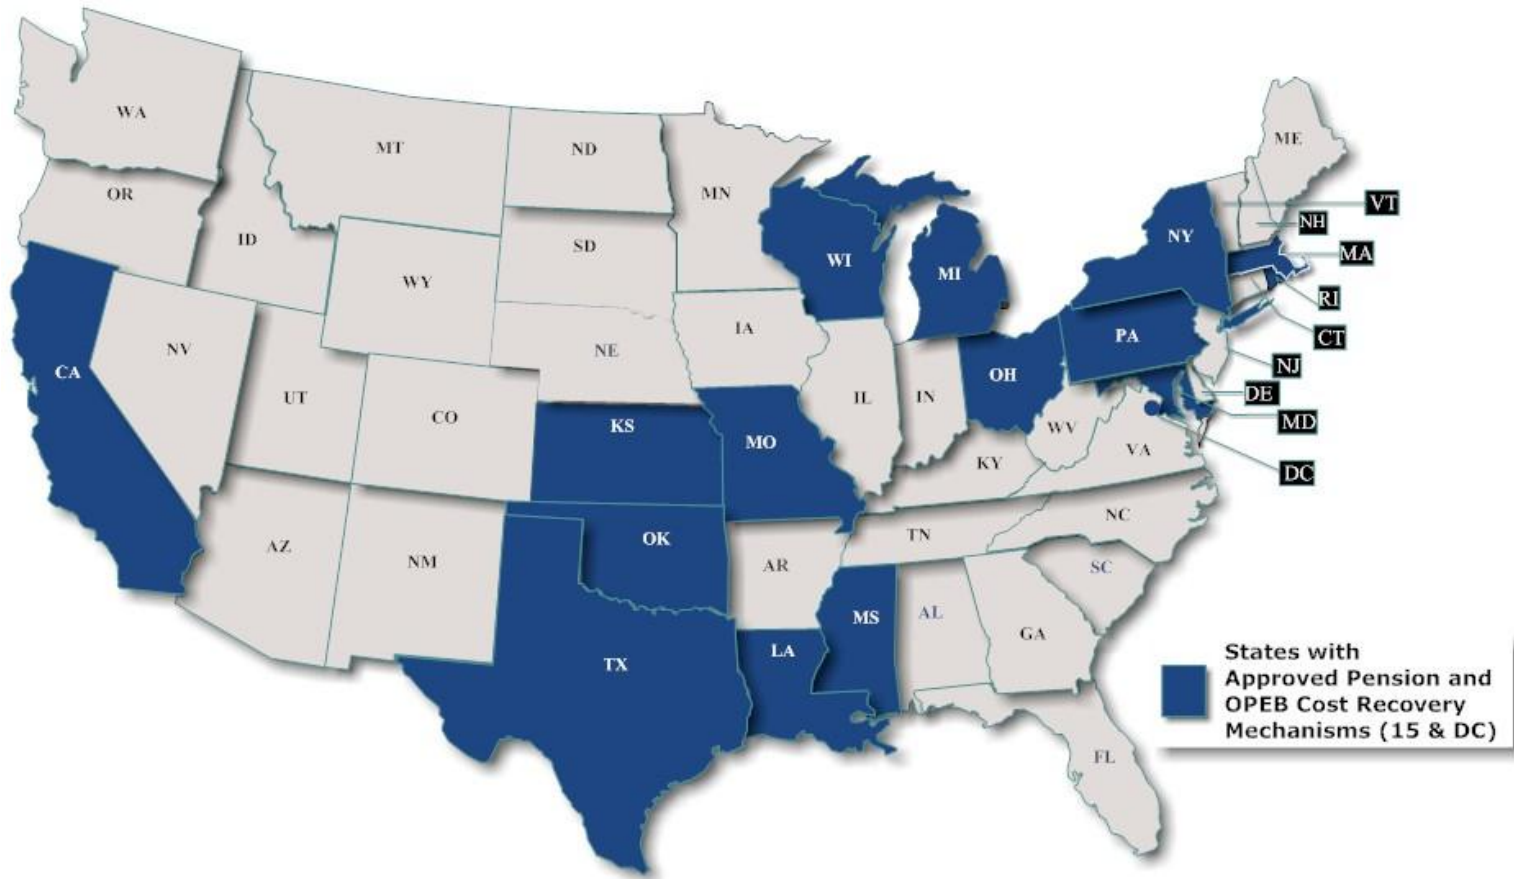 WA
MT
ND
MN
ME
OR
ID
SD
WI
MI
NY
VT
NH
MA
WY
RI
CT
IA
NE
NV
PA
NJ
CA
UT
CO
OH
IL
IN
DE
MD
KS
MO
WV
VA
KY
DC
OK
TN
NC
AZ
NM
AR
SC
MS
AL
GA
TX
LA
FL
States with
Approved Pension and
OPEB Cost Recovery
Mechanisms (15 & DC)